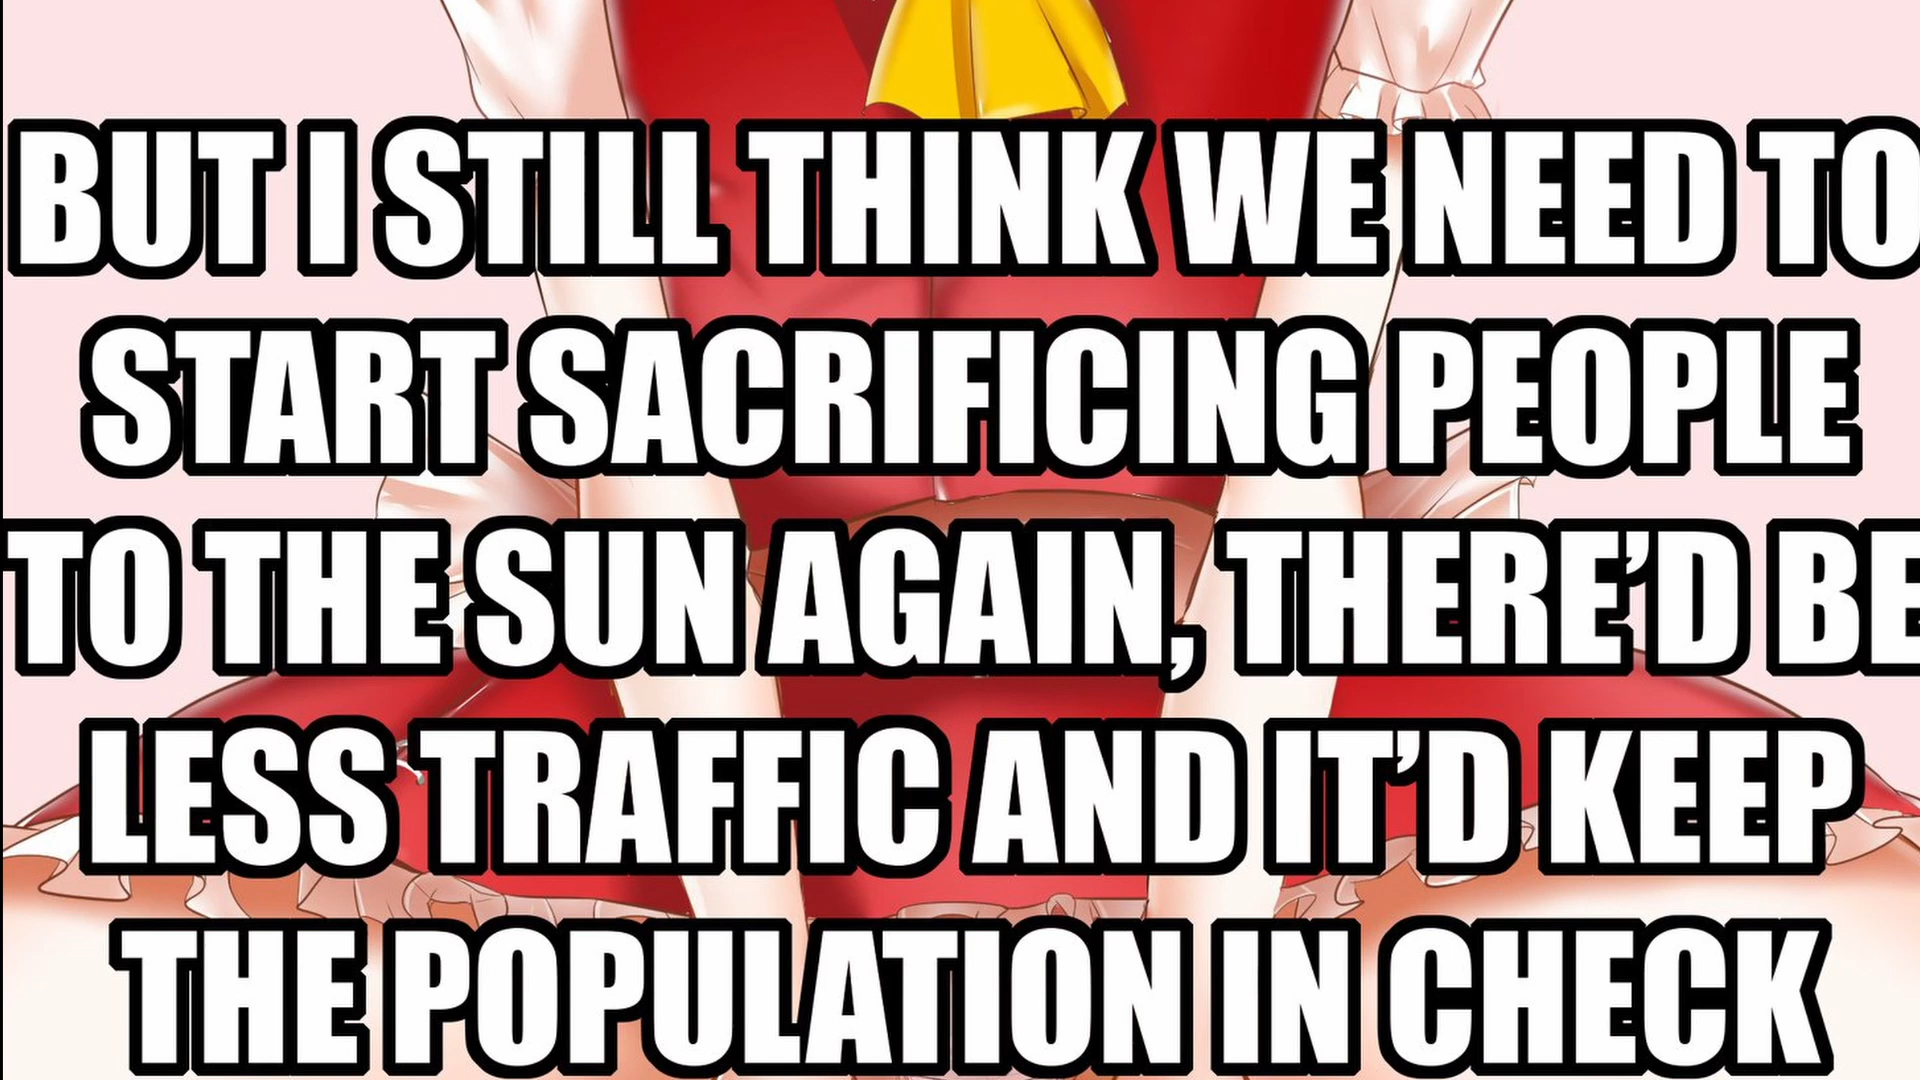 BUT I STILL THINK WE NEED TO
START SACRIFICING PEOPLE
TO THE SUN AGAIN, THERE’D BE
LESS TRAFFIC AND IT’D KEEP
THE POPULATION IN CHECK